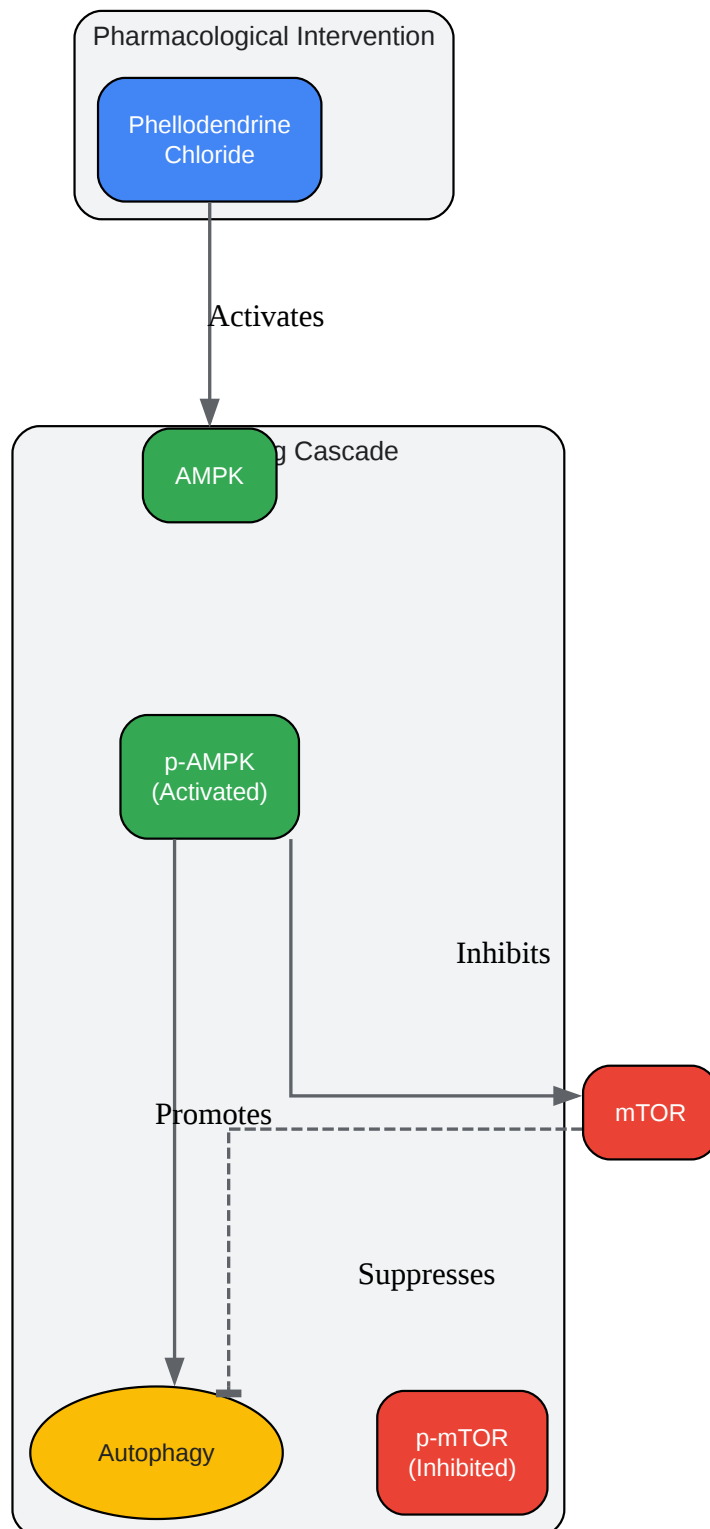 Pharmacological Intervention
Phellodendrine
Chloride
Activates
g Cascade
AMPK
p-AMPK
(Activated)
Inhibits
mTOR
Promotes
Suppresses
Autophagy
p-mTOR
(Inhibited)